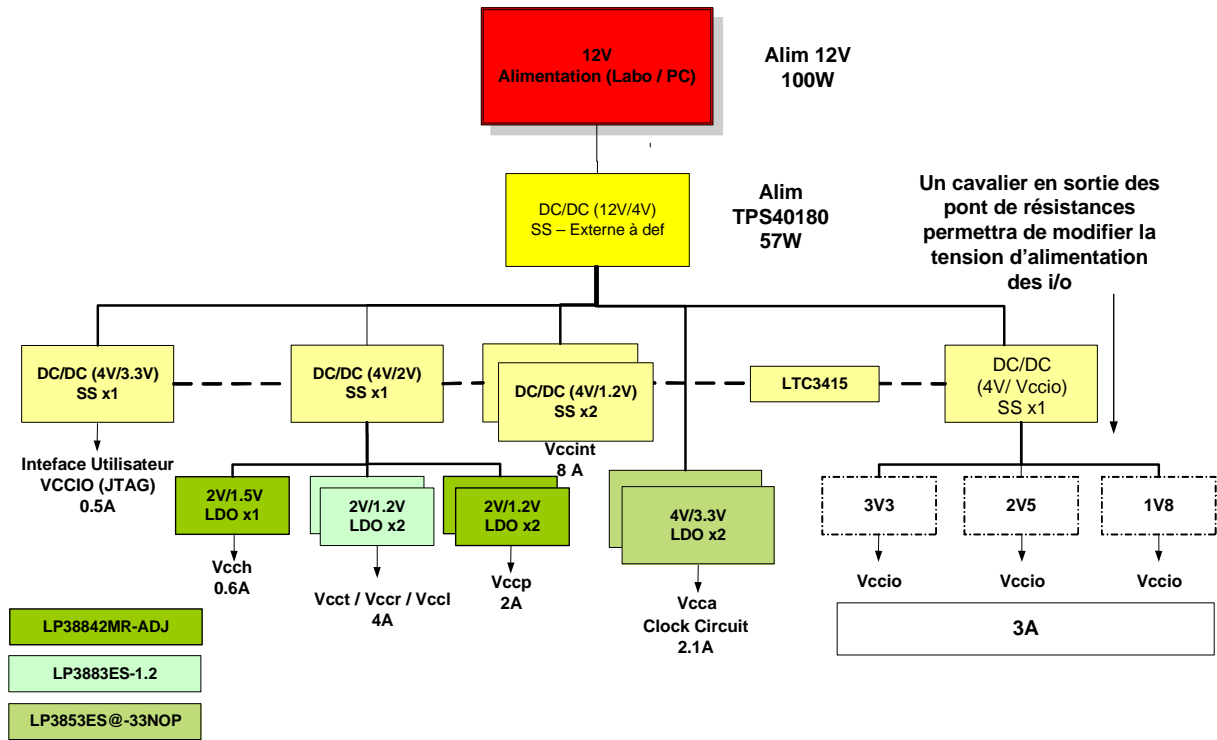 12V
Alimentation (Labo / PC)
Alim 12V
100W
DC/DC (12V/4V)
SS – Externe à def
Alim
TPS40180
57W
Un cavalier en sortie des
pont de résistances
permettra de modifier la
tension d'alimentation
des i/o
DC/DC (4V/3.3V)
SS x1
DC/DC (4V/2V)
SS x1
DC/DC (4V/1.2V)
SS x2
LTC3415
DC/DC
(4V/ Vccio)
SS x1
Inteface Utilisateur
VCCIO (JTAG)
0.5A
Vccint
8 A
2V/1.5V
LDO x1
2V/1.2V
LDO x2
2V/1.2V
LDO x2
4V/3.3V
LDO x2
3V3
2V5
1V8
Vcch
0.6A
Vcct / Vccr / Vccl
4A
Vccp
2A
Vcca
Clock Circuit
2.1A
Vccio
Vccio
Vccio
3A
LP38842MR-ADJ
LP3883ES-1.2
LP3853ES@-33NOP